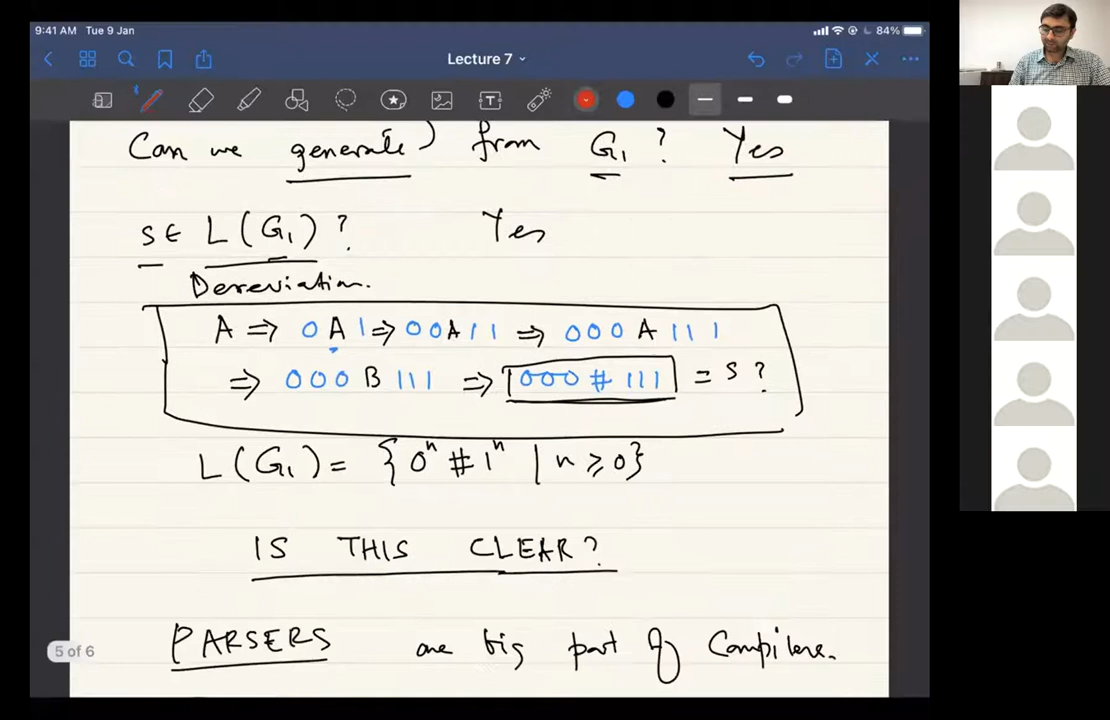 9:41 AM Tue 9 Jan 84%
Lecture 7
Can we generate) from G₁ ? Yes
s ∈ L(G₁) ? Yes
Dereviation.
A ⇒ 0A1 ⇒ 00A11 ⇒ 000A111
⇒ 000B111 ⇒ 000#111 = S ?
L(G₁) = {0ⁿ#1ⁿ | n ≥ 0}
IS THIS CLEAR?
5 of 6
PARSERS are big part of Compilers.